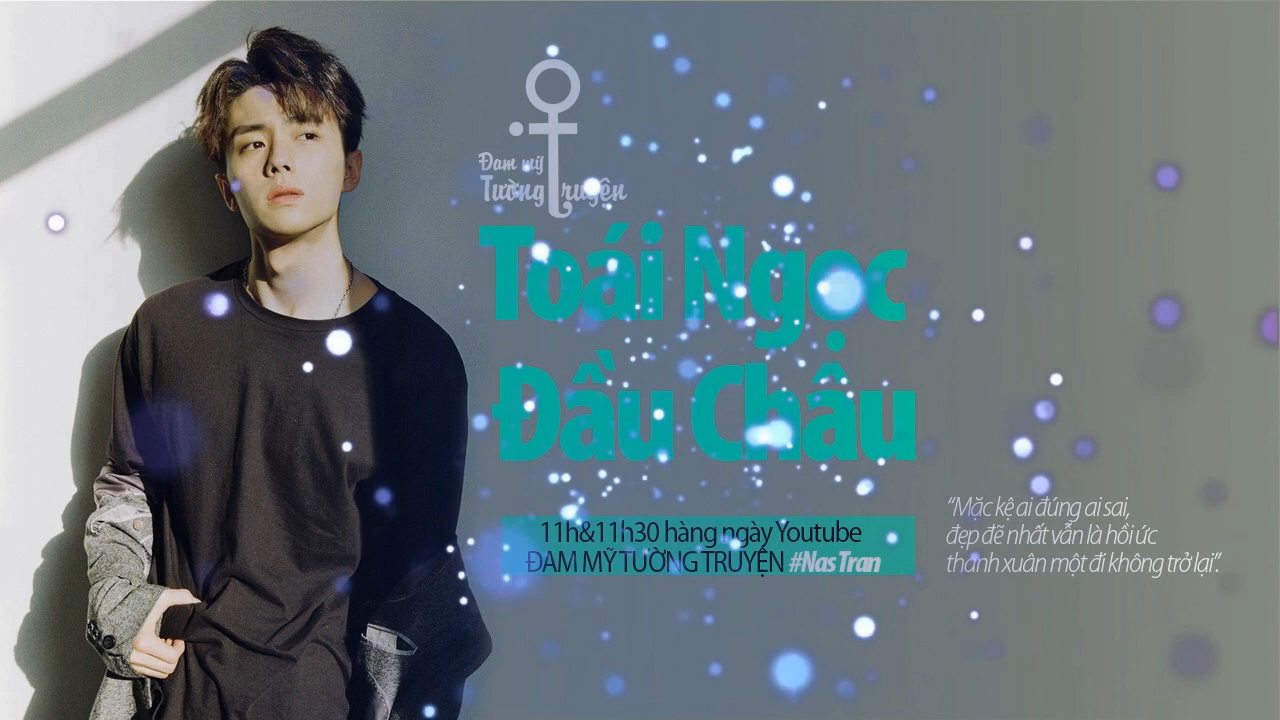 Đam mỹ
Tường Truyện
Toái Ngọc
Đầu Châu
11h&11h30 hàng ngày Youtube
ĐAM MỸ TƯỜNG TRUYỆN #Nas Tran
“Mặc kệ ai đúng ai sai,
đẹp đẽ nhất vẫn là hồi ức
thanh xuân một đi không trở lại”.